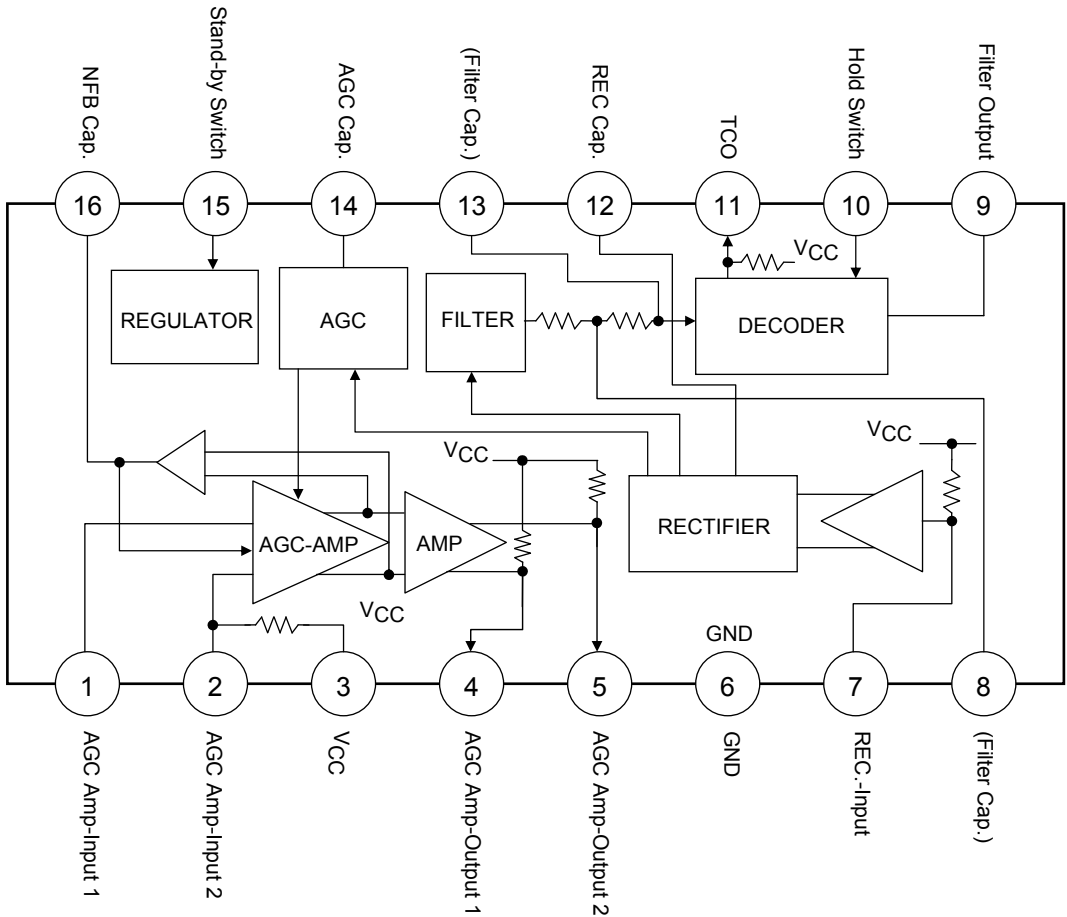 NFB Cap.
Stand-by Switch
AGC Cap.
(Filter Cap.)
REC Cap.
TCO
Hold Switch
Filter Output
16
15
14
13
12
11
10
9
VCC
REGULATOR
AGC
FILTER
DECODER
VCC
VCC
AGC-AMP
AMP
RECTIFIER
VCC
GND
1
2
3
4
5
6
7
8
AGC Amp-Input 1
AGC Amp-Input 2
VCC
AGC Amp-Output 1
AGC Amp-Output 2
GND
REC.-Input
(Filter Cap.)